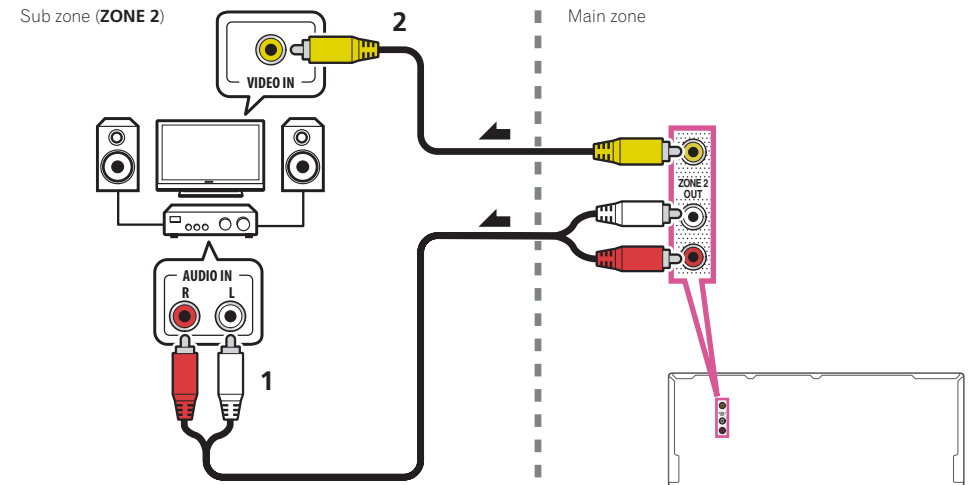 Sub zone (ZONE 2)
2
Main zone
VIDEO IN
ZONE 2
OUT
AUDIO IN
R L
1